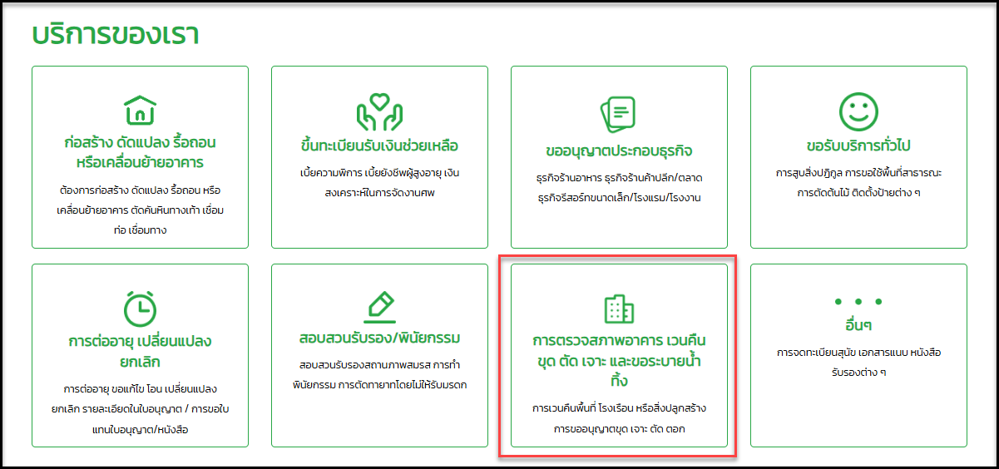 บริการของเรา
ก่อสร้าง ดัดแปลง รื้อถอน
หรือเคลื่อนย้ายอาคาร
ต้องการก่อสร้าง ดัดแปลง รื้อถอน หรือ
เคลื่อนย้ายอาคาร ตัดคันหินทางเท้า เชื่อม
ท่อ เชื่อมทาง
ขึ้นทะเบียนรับเงินช่วยเหลือ
เบี้ยความพิการ เบี้ยยังชีพผู้สูงอายุ เงิน
สงเคราะห์ในการจัดงานศพ
ขออนุญาตประกอบธุรกิจ
ธุรกิจร้านอาหาร ธุรกิจร้านค้าปลีก/ตลาด
ธุรกิจรีสอร์ทขนาดเล็ก/โรงแรม/โรงงาน
ขอรับบริการทั่วไป
การสูบสิ่งปฏิกูล การขอใช้พื้นที่สาธารณะ
การตัดต้นไม้ ติดตั้งป้ายต่าง ๆ
การต่ออายุ เปลี่ยนแปลง
ยกเลิก
การต่ออายุ ขอแก้ไข โอน เปลี่ยนแปลง
ยกเลิก รายละเอียดในใบอนุญาต / การขอใบ
แทนใบอนุญาต/หนังสือ
สอบสวนรับรอง/พินัยกรรม
สอบสวนรับรองสถานภาพสมรส การทำ
พินัยกรรม การตัดทายาทโดยไม่ให้รับมรดก
การตรวจสภาพอาคาร เวนคืน
ขุด ตัด เจาะ และขอระบายน้ำ
ทิ้ง
การเวนคืนพื้นที่ โรงเรือน หรือสิ่งปลูกสร้าง
การขออนุญาตขุด เจาะ ตัด ตอก
อื่นๆ
การจดทะเบียนสุนัข เอกสารแนบ หนังสือ
รับรองต่าง ๆ